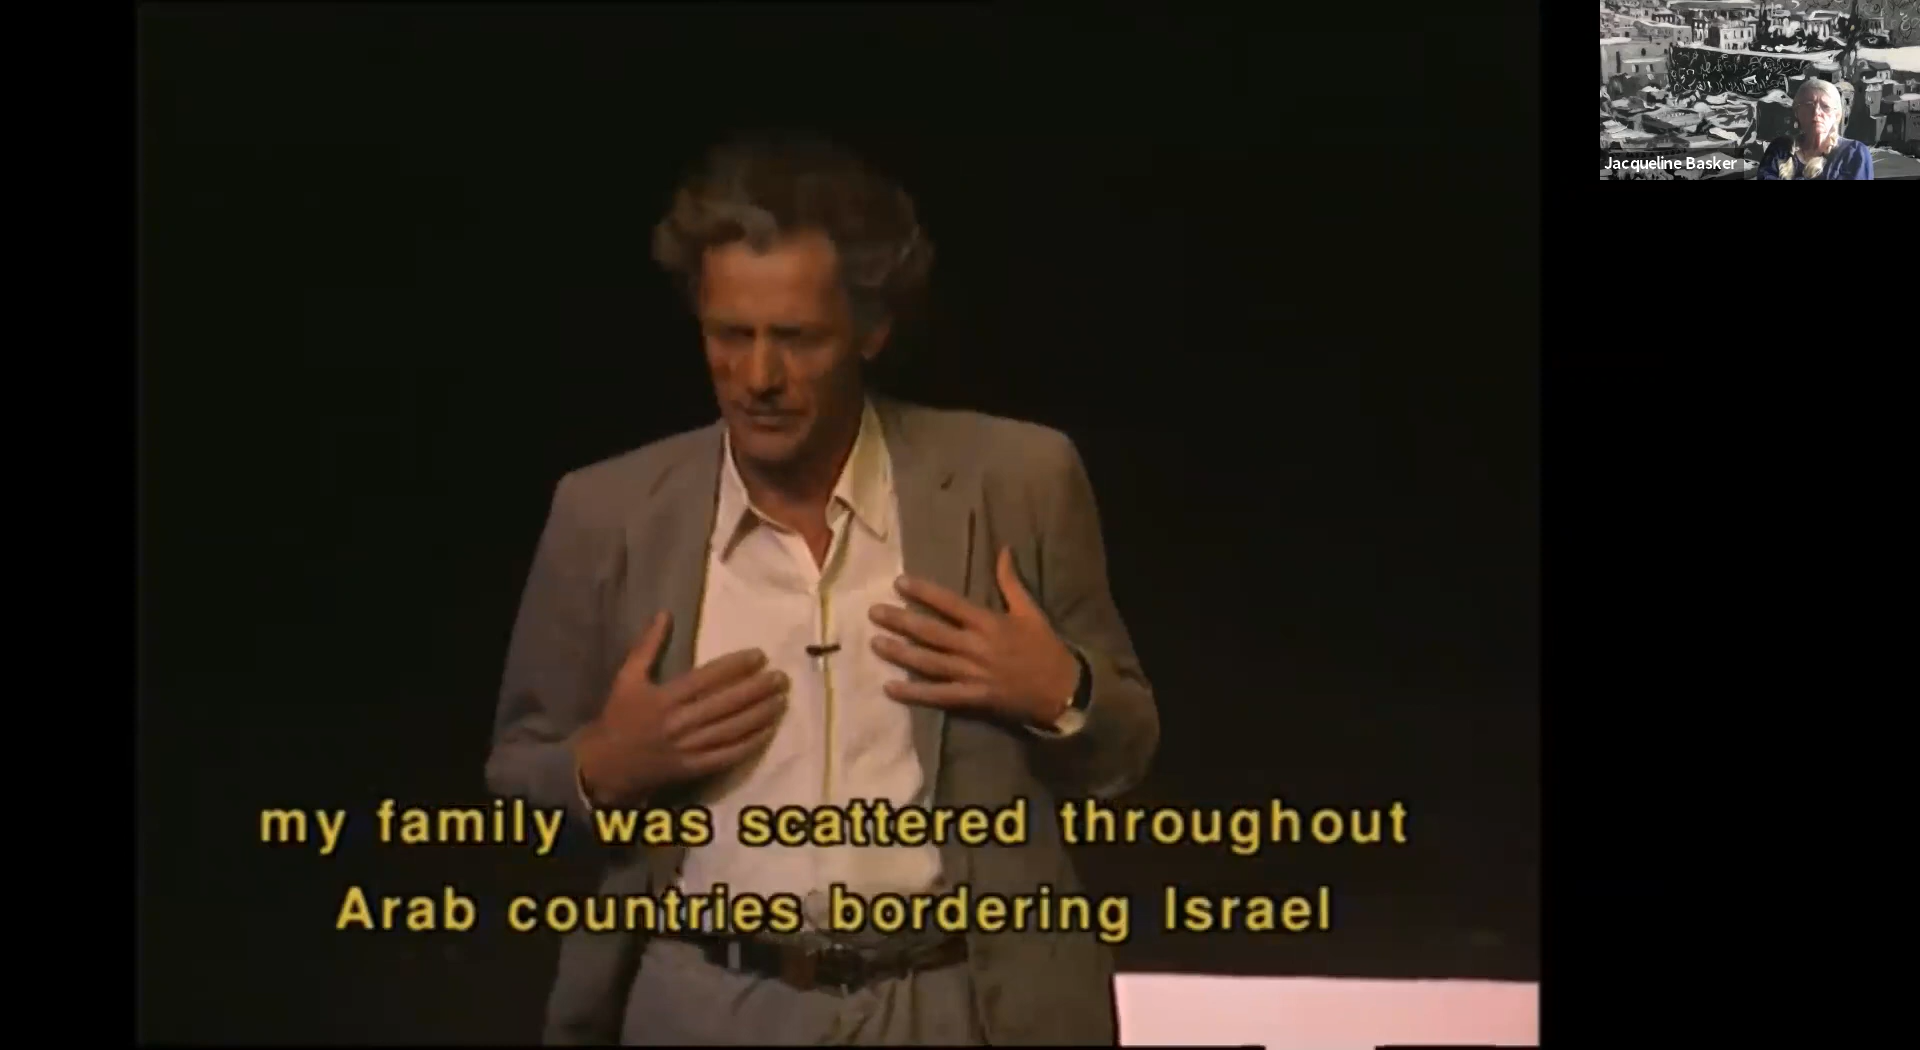 Jacqueline Basker
my family was scattered throughout
Arab countries bordering Israel